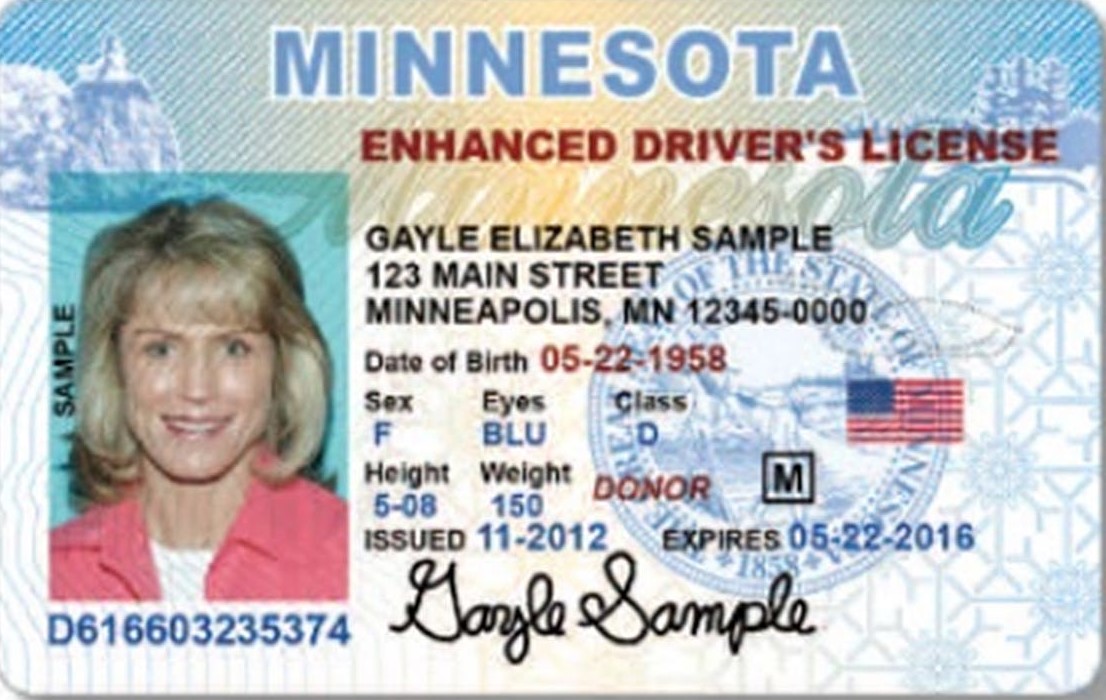 MINNESOTA
ENHANCED DRIVER'S LICENSE
Minnesota
GAYLE ELIZABETH SAMPLE
123 MAIN STREET
MINNEAPOLIS, MN 12345-0000
Date of Birth 05-22-1958
Sex Eyes Class
F BLU D
Height Weight
5-08 150 DONOR M
ISSUED 11-2012 EXPIRES 05-22-2016
Gayle Sample
SAMPLE
D616603235374
OF THE STATE OF
1858